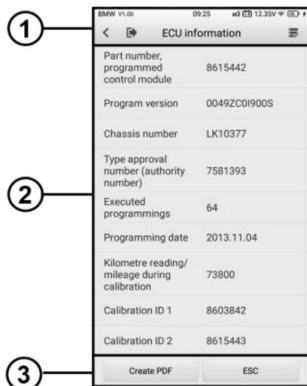 BMW V1.00 09:25 12.35V
1
ECU information
Part number,
programmed
control module
8615442
Program version 0049ZC0I900S
Chassis number LK10377
2
Type approval
number (authority
number)
7581393
Executed
programmings
64
Programming date 2013.11.04
Kilometre reading/
mileage during
calibration
73800
Calibration ID 1 8603842
Calibration ID 2 8615443
3
Create PDF ESC